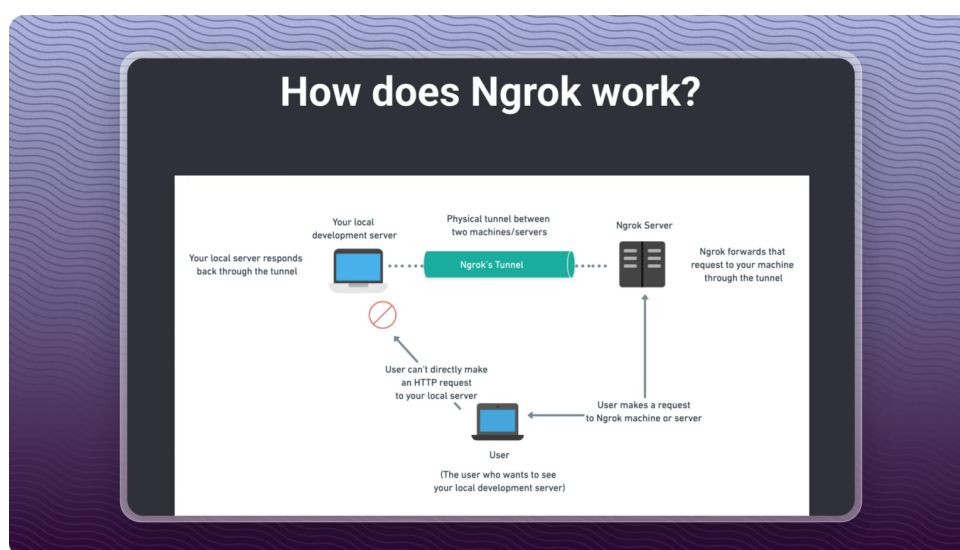 How does Ngrok work?
Your local
development server
Physical tunnel between
two machines/servers
Ngrok Server
Your local server responds
back through the tunnel
Ngrok's Tunnel
Ngrok forwards that
request to your machine
through the tunnel
User can't directly make
an HTTP request
to your local server
User makes a request
to Ngrok machine or server
User
(The user who wants to see
your local development server)